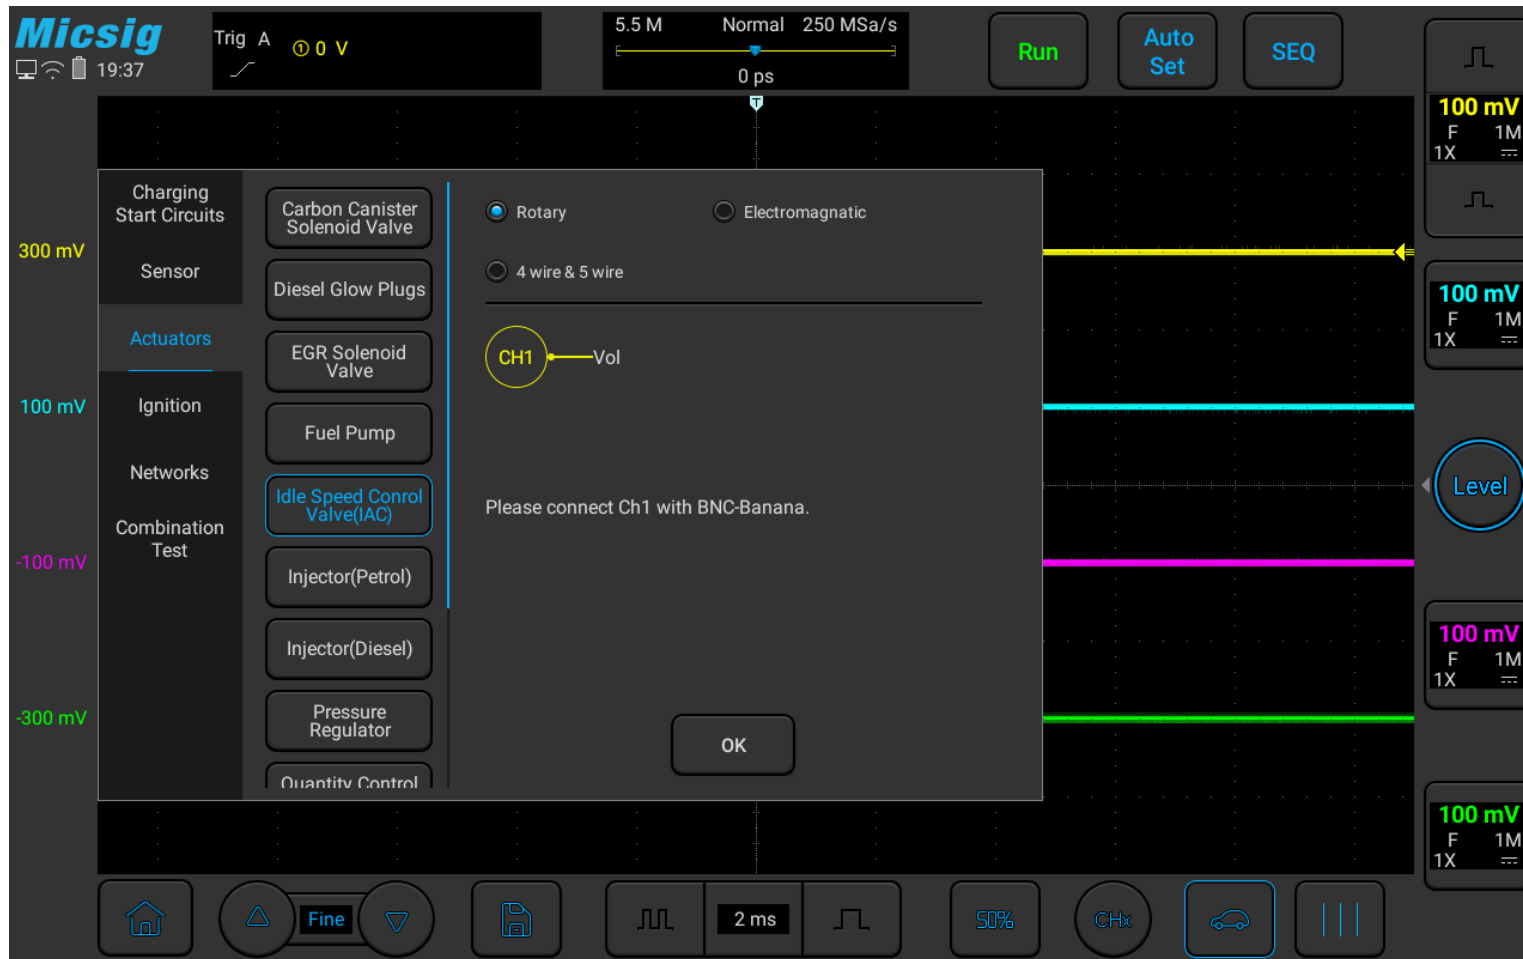 Micsig
19:37
Trig A
① 0 V
5.5 M Normal 250 MSa/s
0 ps
T
Run
Auto
Set
SEQ
100 mV
F 1M
1X
300 mV
100 mV
-100 mV
-300 mV
Charging
Start Circuits
Sensor
Actuators
Ignition
Networks
Combination
Test
Carbon Canister
Solenoid Valve
Diesel Glow Plugs
EGR Solenoid
Valve
Fuel Pump
Idle Speed Conrol
Valve(IAC)
Injector(Petrol)
Injector(Diesel)
Pressure
Regulator
Quantity Control
Rotary
Electromagnatic
4 wire & 5 wire
CH1
Vol
Please connect Ch1 with BNC-Banana.
OK
100 mV
F 1M
1X
Level
100 mV
F 1M
1X
100 mV
F 1M
1X
Fine
2 ms
50%
CHx